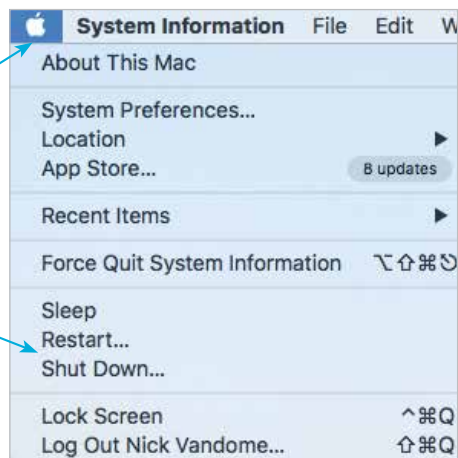 System Information File Edit W
About This Mac
System Preferences...
Location
App Store... 8 updates
Recent Items
Force Quit System Information ⌥⇧⌘⎋
Sleep
Restart...
Shut Down...
Lock Screen ^⌘Q
Log Out Nick Vandome... ⇧⌘Q